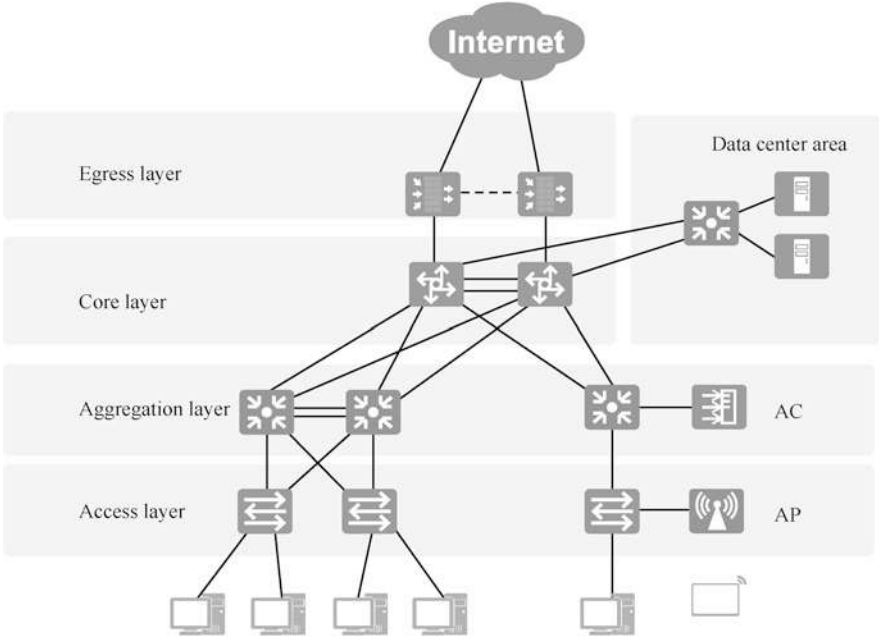 Internet
Egress layer
Data center area
Core layer
Aggregation layer
AC
Access layer
AP